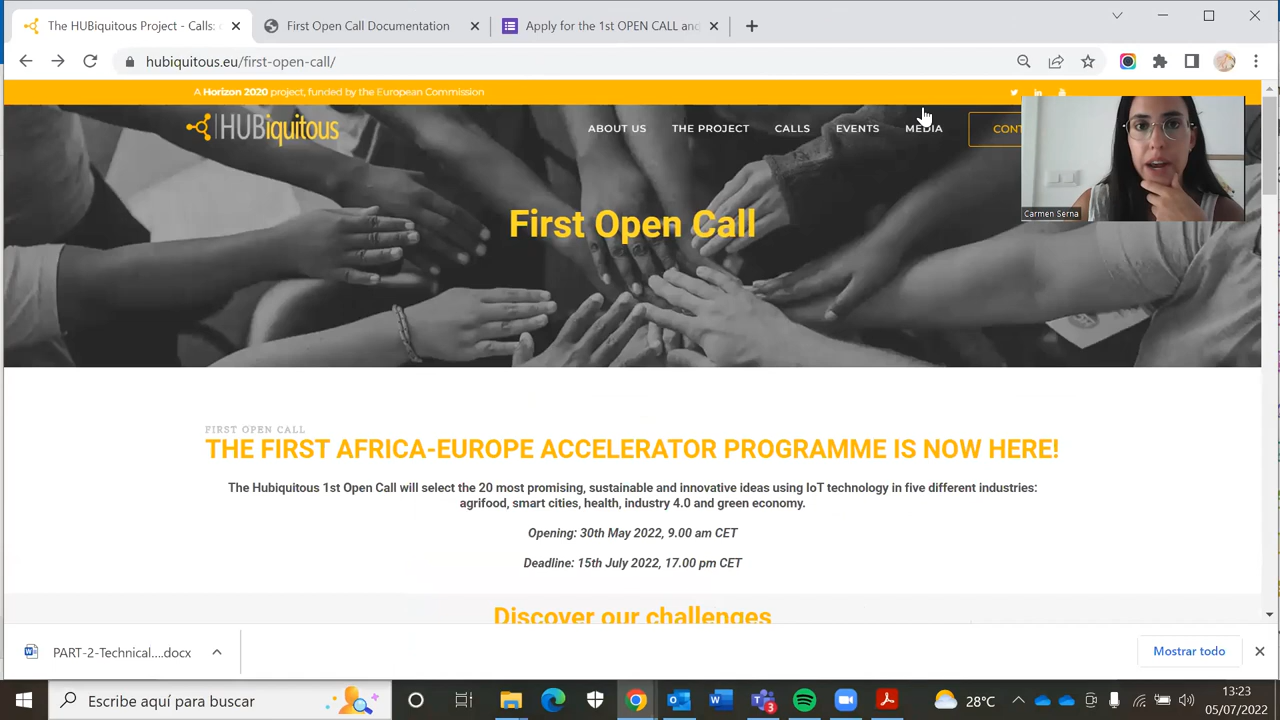 The HUBiquitous Project - Calls:
First Open Call Documentation
Apply for the 1st OPEN CALL and
hubiquitous.eu/first-open-call/
A Horizon 2020 project, funded by the European Commission
HUBiquitous
ABOUT US
THE PROJECT
CALLS
EVENTS
MEDIA
CONT
Carmen Serna
First Open Call
FIRST OPEN CALL
THE FIRST AFRICA-EUROPE ACCELERATOR PROGRAMME IS NOW HERE!
The Hubiquitous 1st Open Call will select the 20 most promising, sustainable and innovative ideas using IoT technology in five different industries:
agrifood, smart cities, health, industry 4.0 and green economy.
Opening: 30th May 2022, 9.00 am CET
Deadline: 15th July 2022, 17.00 pm CET
Discover our challenges
PART-2-Technical....docx
Mostrar todo
Escribe aquí para buscar
3
28°C
13:23
05/07/2022